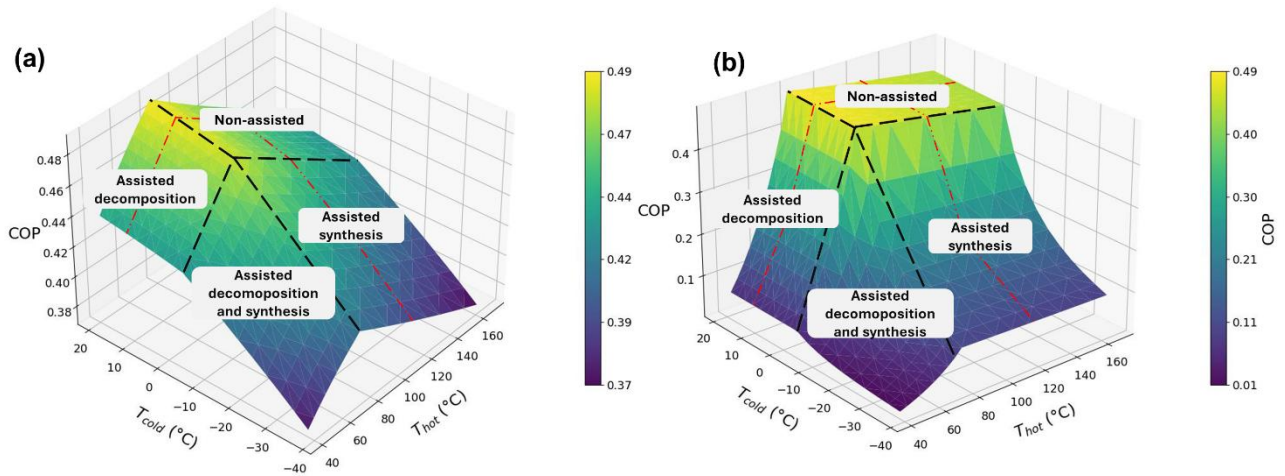 (a)
Non-assisted
Assisted
decomposition
Assisted
synthesis
Assisted
decomoposition
and synthesis
COP
0.48
0.46
0.44
0.42
0.40
0.38
20
10
0
−10
−20
−30
−40
T_cold (°C)
40
60
80
100
120
140
160
T_hot (°C)
0.49
0.47
0.44
0.42
0.39
0.37
(b)
Non-assisted
Assisted
decomposition
Assisted
synthesis
Assisted
decomoposition
and synthesis
COP
0.4
0.3
0.2
0.1
20
10
0
−10
−20
−30
−40
T_cold (°C)
40
60
80
100
120
140
160
T_hot (°C)
0.49
0.40
0.30
0.21
0.11
0.01
COP